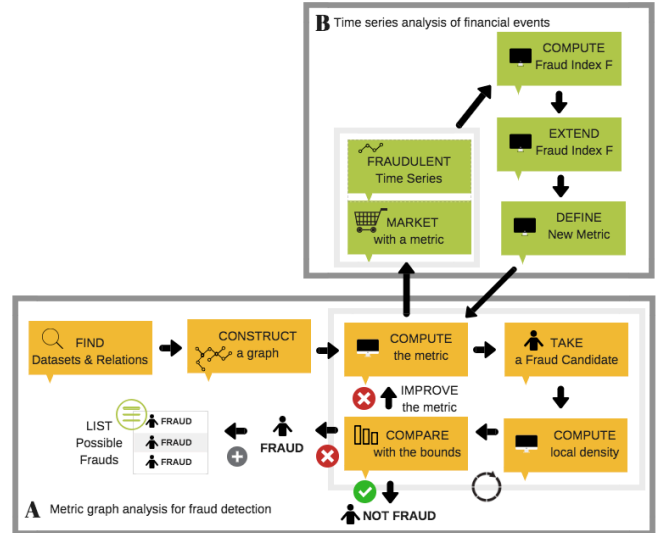 B Time series analysis of financial events
COMPUTE
Fraud Index F
EXTEND
Fraud Index F
DEFINE
New Metric
FRAUDULENT
Time Series
MARKET
with a metric
FIND
Datasets & Relations
CONSTRUCT
a graph
COMPUTE
the metric
TAKE
a Fraud Candidate
IMPROVE
the metric
COMPUTE
local density
COMPARE
with the bounds
FRAUD
LIST
Possible
Frauds
FRAUD
FRAUD
FRAUD
NOT FRAUD
A Metric graph analysis for fraud detection